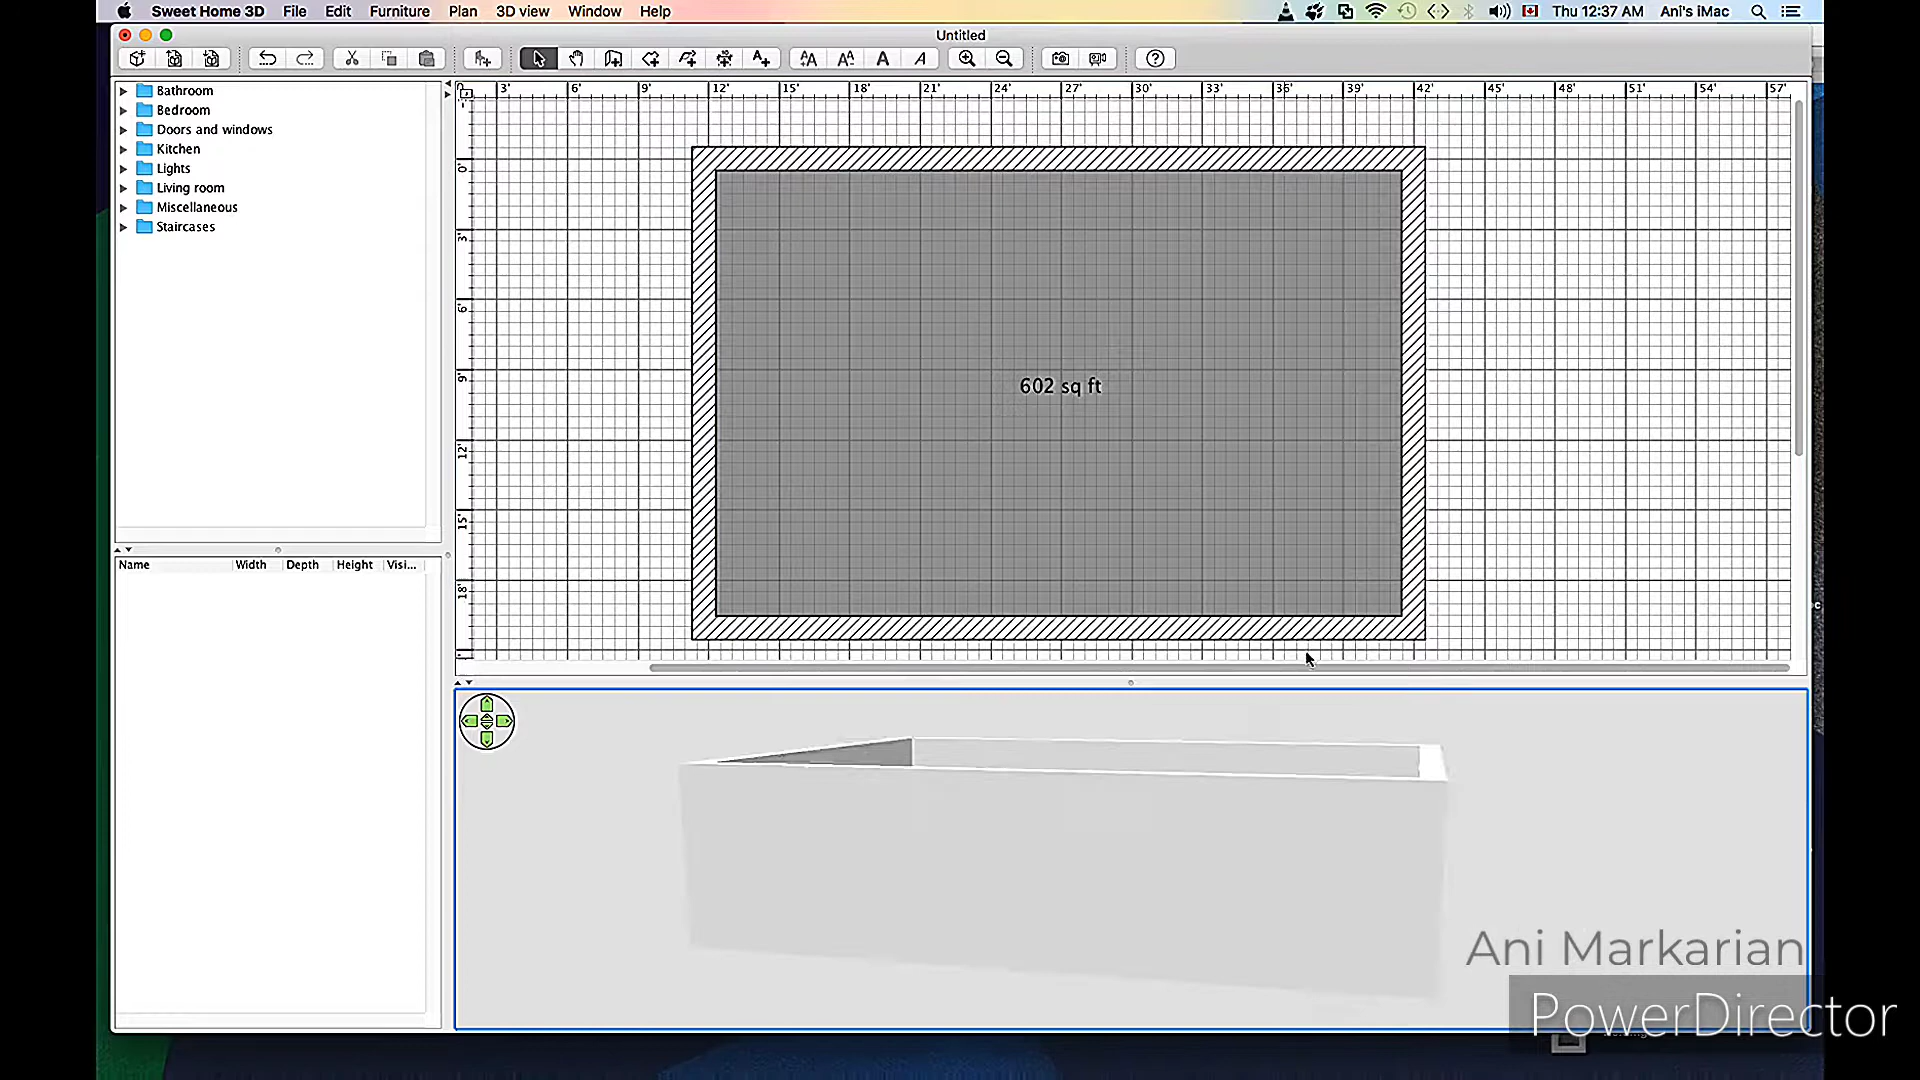 Sweet Home 3D File Edit Furniture Plan 3D view Window Help Thu 12:37 AM Ani's iMac
Untitled
Bathroom
Bedroom
Doors and windows
Kitchen
Lights
Living room
Miscellaneous
Staircases
3' 6' 9' 12' 15' 18' 21' 24' 27' 30' 33' 36' 39' 42' 45' 48' 51' 54' 57'
0'
3'
6'
9'
12'
15'
18'
602 sq ft
Name Width Depth Height Visi...
Ani Markarian
PowerDirector